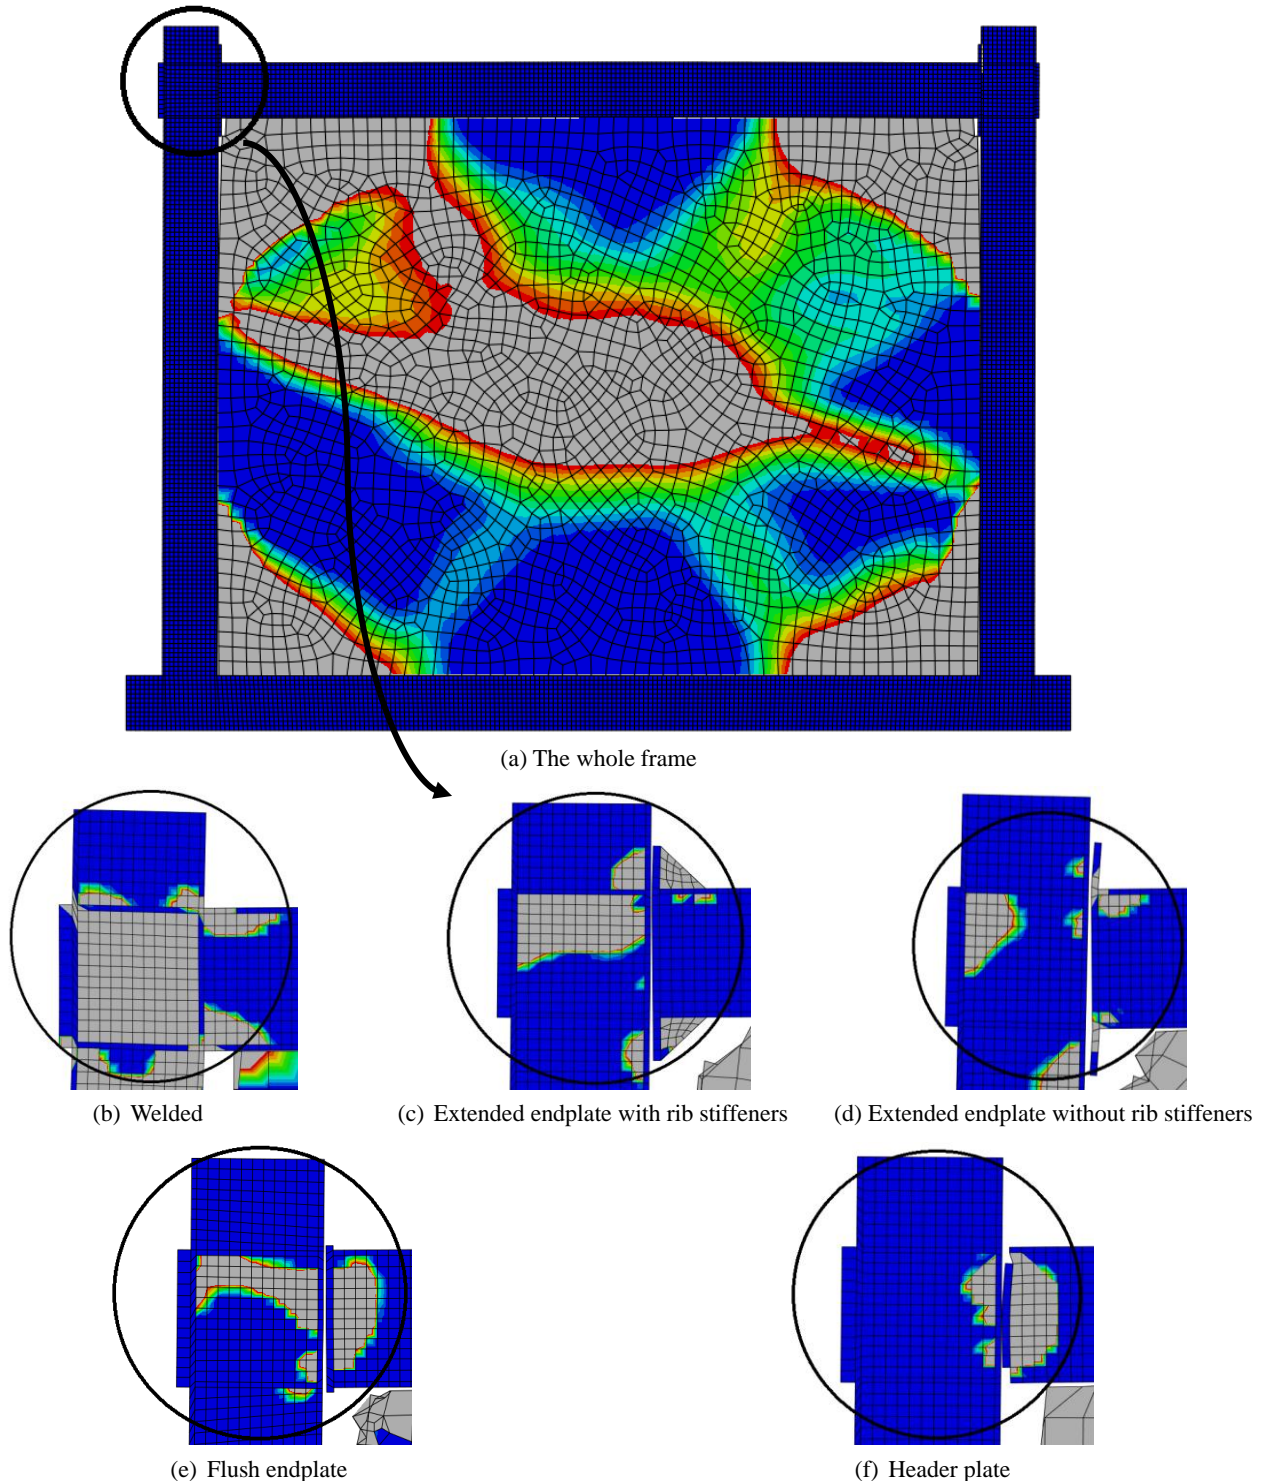 (a) The whole frame
(b) Welded
(c) Extended endplate with rib stiffeners
(d) Extended endplate without rib stiffeners
(e) Flush endplate
(f) Header plate